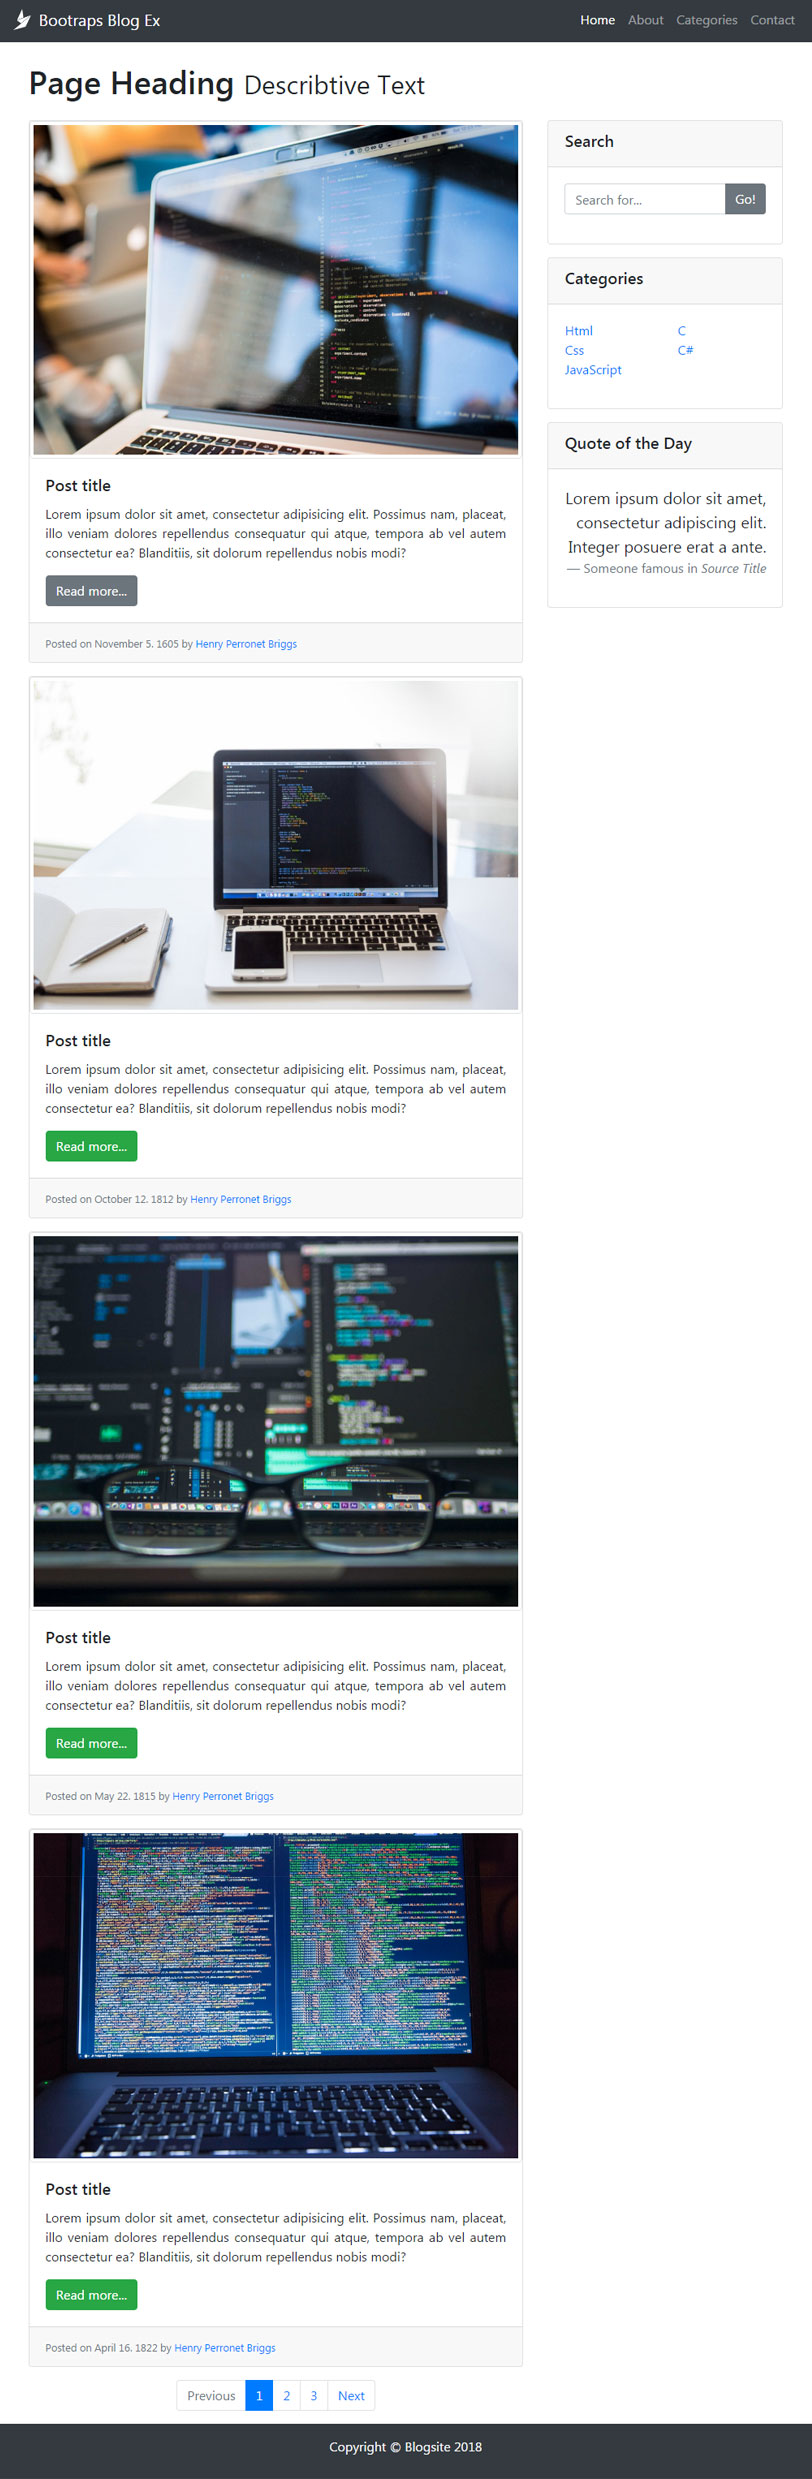 Bootraps Blog Ex
Home About Categories Contact
Page Heading Describtive Text
Post title
Lorem ipsum dolor sit amet, consectetur adipisicing elit. Possimus nam, placeat,
illo veniam dolores repellendus consequatur qui atque, tempora ab vel autem
consectetur ea? Blanditiis, sit dolorum repellendus nobis modi?
Read more...
Posted on November 5. 1605 by Henry Perronet Briggs
Post title
Lorem ipsum dolor sit amet, consectetur adipisicing elit. Possimus nam, placeat,
illo veniam dolores repellendus consequatur qui atque, tempora ab vel autem
consectetur ea? Blanditiis, sit dolorum repellendus nobis modi?
Read more...
Posted on October 12. 1812 by Henry Perronet Briggs
Post title
Lorem ipsum dolor sit amet, consectetur adipisicing elit. Possimus nam, placeat,
illo veniam dolores repellendus consequatur qui atque, tempora ab vel autem
consectetur ea? Blanditiis, sit dolorum repellendus nobis modi?
Read more...
Posted on May 22. 1815 by Henry Perronet Briggs
Post title
Lorem ipsum dolor sit amet, consectetur adipisicing elit. Possimus nam, placeat,
illo veniam dolores repellendus consequatur qui atque, tempora ab vel autem
consectetur ea? Blanditiis, sit dolorum repellendus nobis modi?
Read more...
Posted on April 16. 1822 by Henry Perronet Briggs
Previous 1 2 3 Next
Search
Search for... Go!
Categories
Html C
Css C#
JavaScript
Quote of the Day
Lorem ipsum dolor sit amet,
consectetur adipiscing elit.
Integer posuere erat a ante.
— Someone famous in Source Title
Copyright © Blogsite 2018